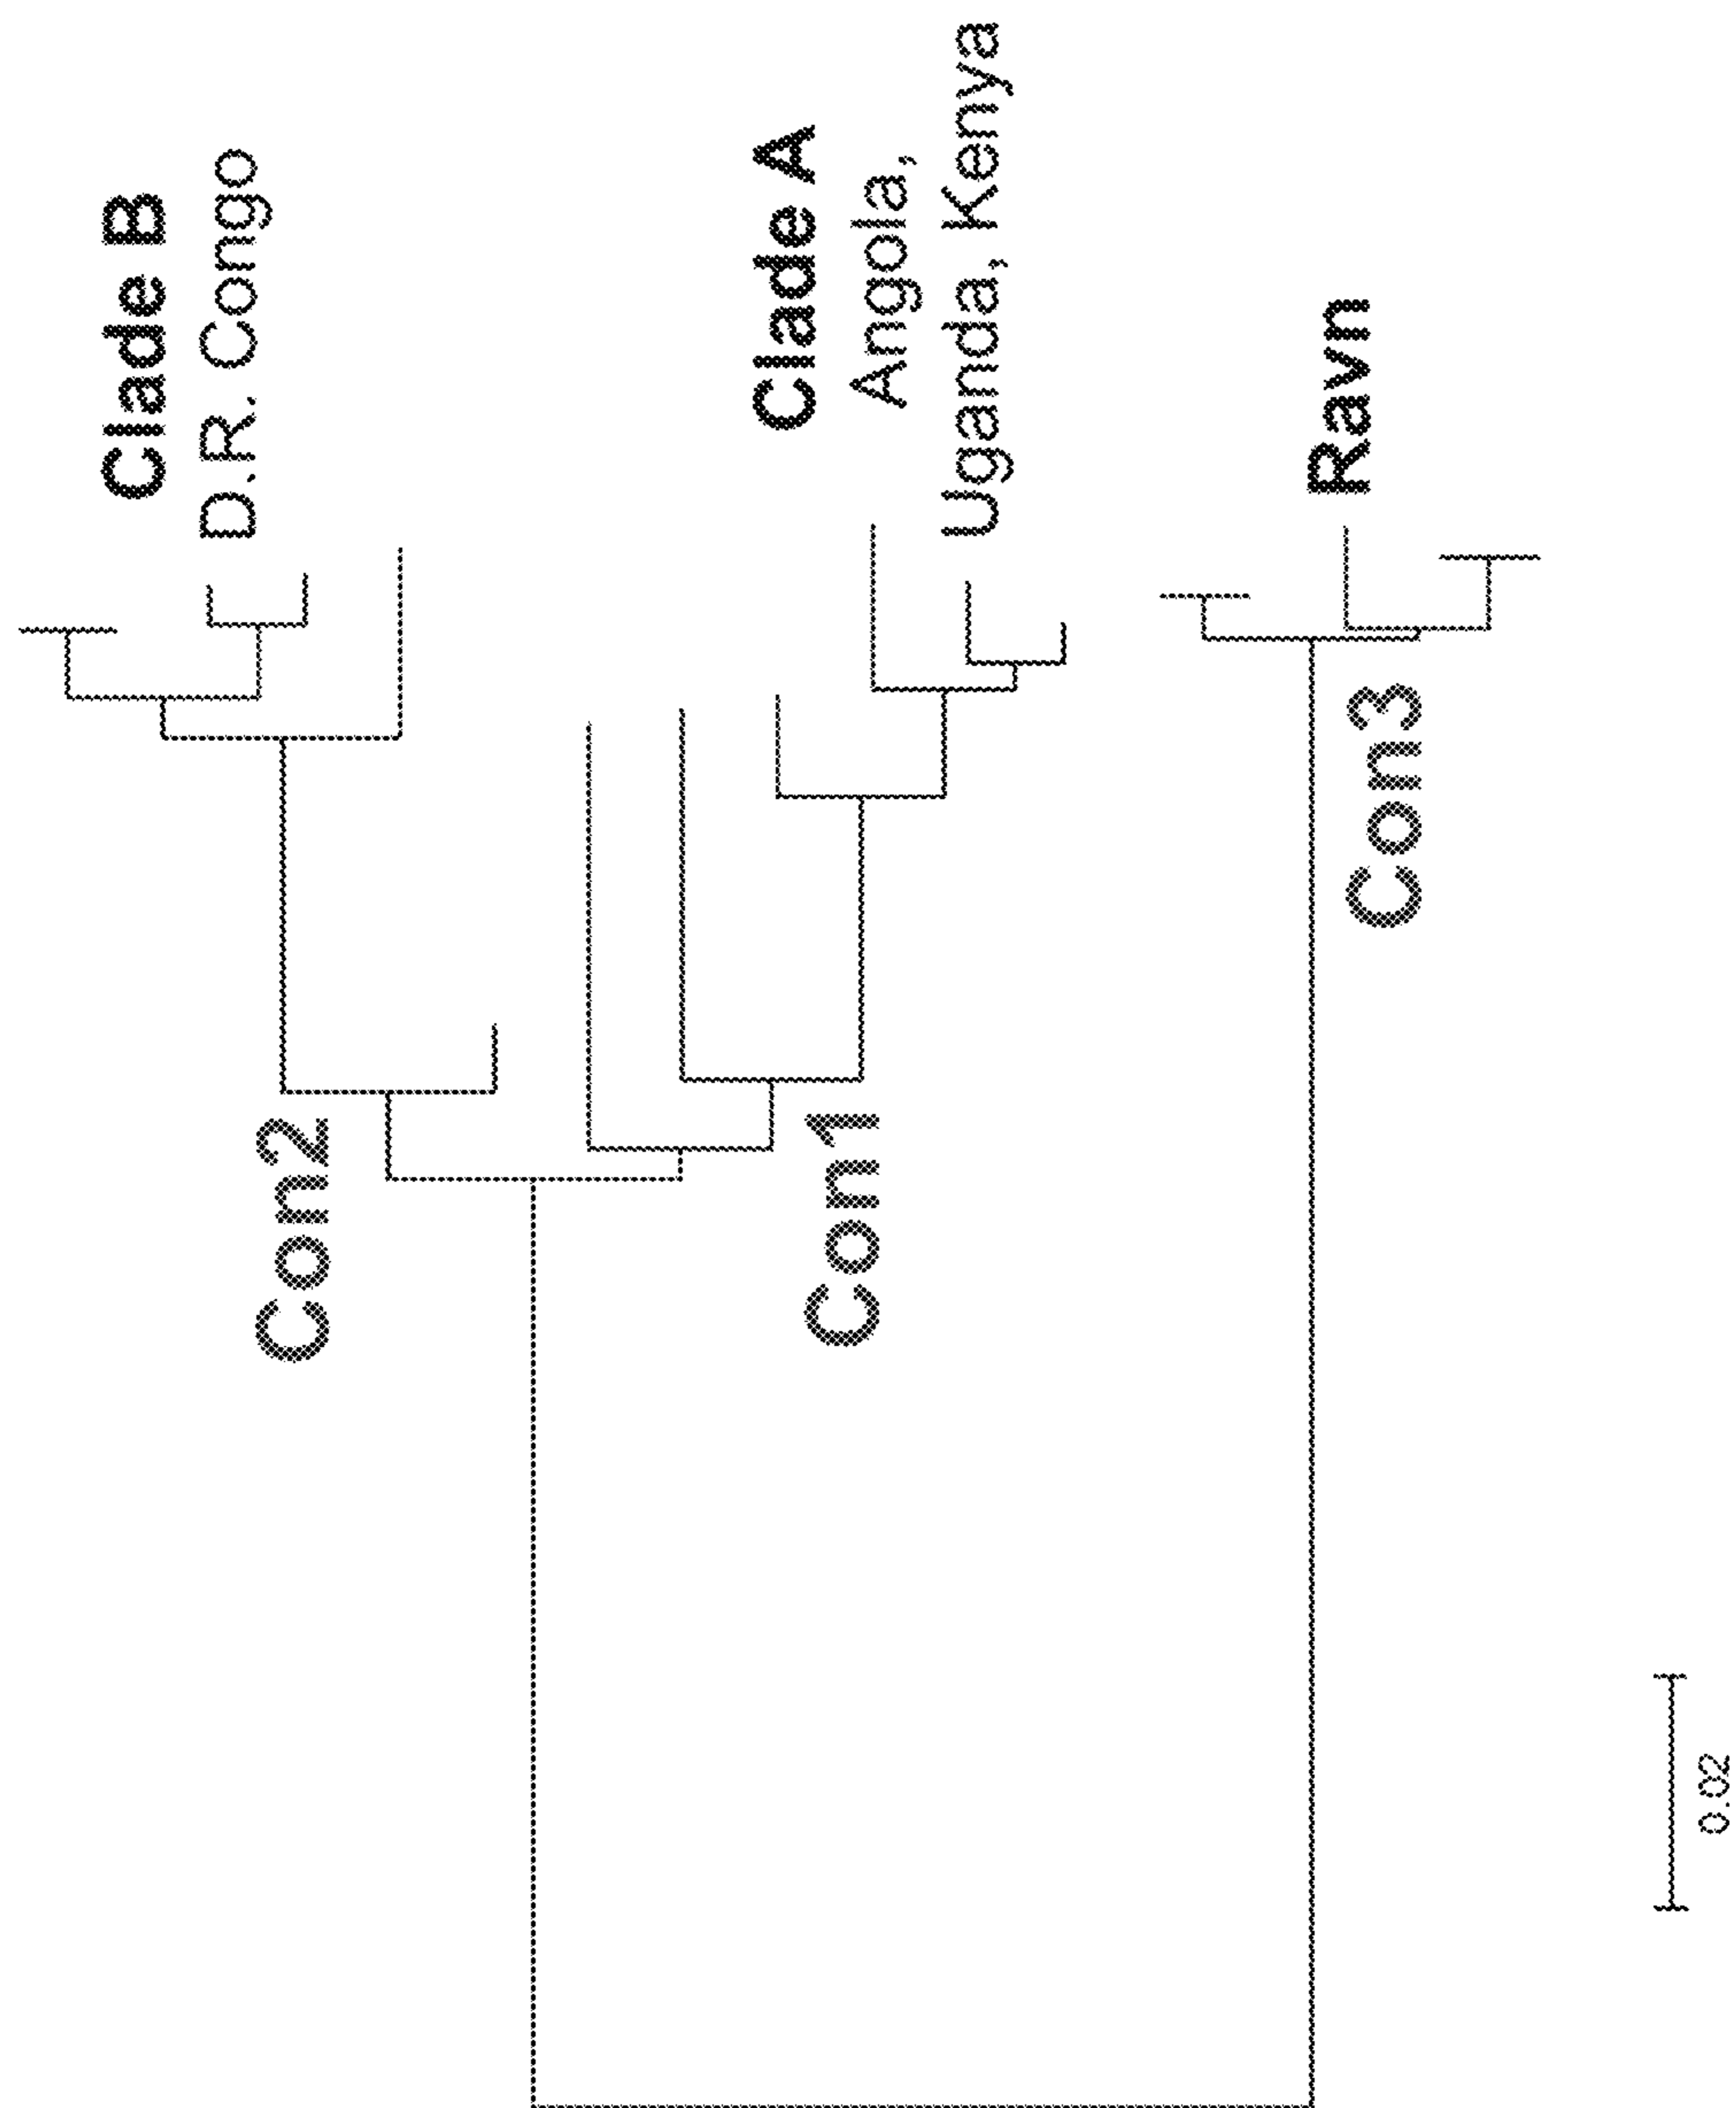 Clade B
D.R. Congo
Con2
Clade A
Angola,
Uganda, Kenya
Con1
Ravn
Con3
0.02